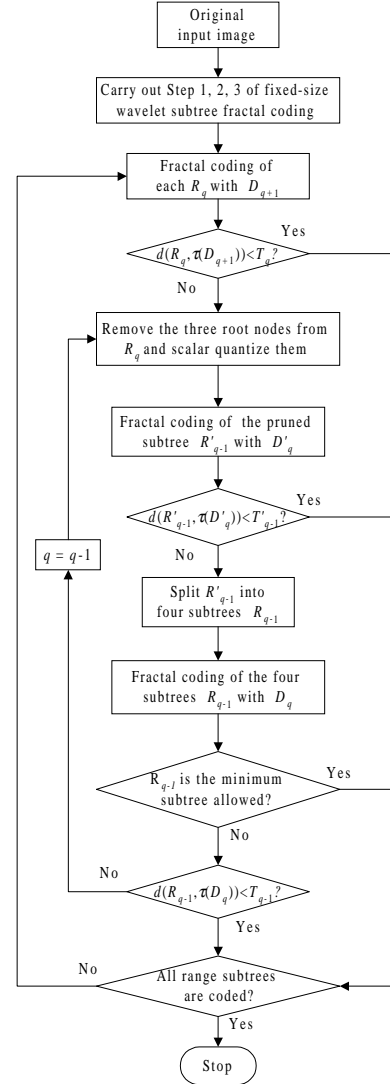 Original
input image
Carry out Step 1, 2, 3 of fixed-size
wavelet subtree fractal coding
Fractal coding of
each R_q with D_{q+1}
Yes
d(R_q,τ(D_{q+1}))<T_q?
No
Remove the three root nodes from
R_q and scalar quantize them
Fractal coding of the pruned
subtree R'_{q-1} with D'_q
Yes
d(R'_{q-1},τ(D'_q))<T'_{q-1}?
No
q = q-1
Split R'_{q-1} into
four subtrees R_{q-1}
Fractal coding of the four
subtrees R_{q-1} with D_q
R_{q-1} is the minimum
subtree allowed?
Yes
No
No
d(R_{q-1},τ(D_q))<T_{q-1}?
Yes
No
All range subtrees
are coded?
Yes
Stop